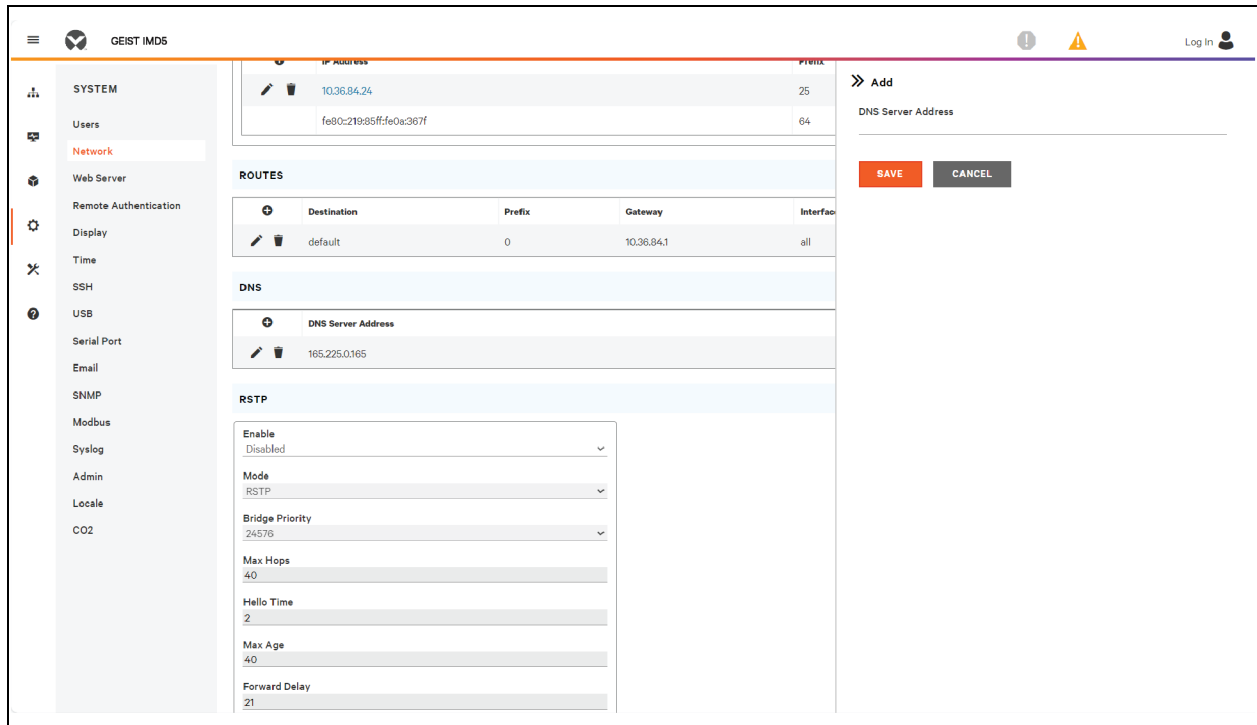 GEIST IMD5
Log In
SYSTEM
Users
Network
Web Server
Remote Authentication
Display
Time
SSH
USB
Serial Port
Email
SNMP
Modbus
Syslog
Admin
Locale
CO2
IP Address Prefix
10.36.84.24 25
fe80::219:85ff:fe0a:367f 64
ROUTES
Destination Prefix Gateway Interfac
default 0 10.36.84.1 all
DNS
DNS Server Address
165.225.0.165
RSTP
Enable
Disabled
Mode
RSTP
Bridge Priority
24576
Max Hops
40
Hello Time
2
Max Age
40
Forward Delay
21
Add
DNS Server Address
SAVE CANCEL